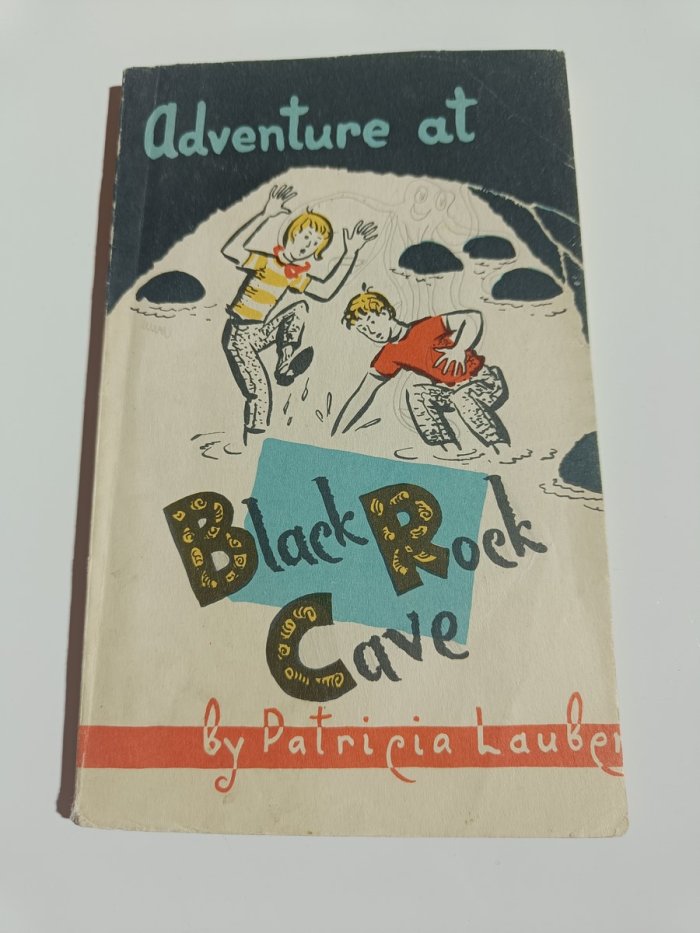 Adventure at
Black Rock
Cave
by Patricia Lauber